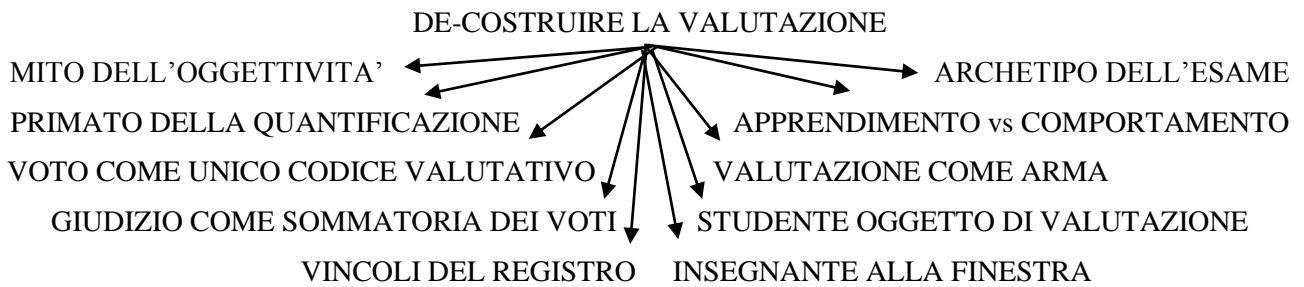 DE-COSTRUIRE LA VALUTAZIONE
MITO DELL’OGGETTIVITA’ ARCHETIPO DELL’ESAME
PRIMATO DELLA QUANTIFICAZIONE APPRENDIMENTO vs COMPORTAMENTO
VOTO COME UNICO CODICE VALUTATIVO VALUTAZIONE COME ARMA
GIUDIZIO COME SOMMATORIA DEI VOTI STUDENTE OGGETTO DI VALUTAZIONE
VINCOLI DEL REGISTRO INSEGNANTE ALLA FINESTRA